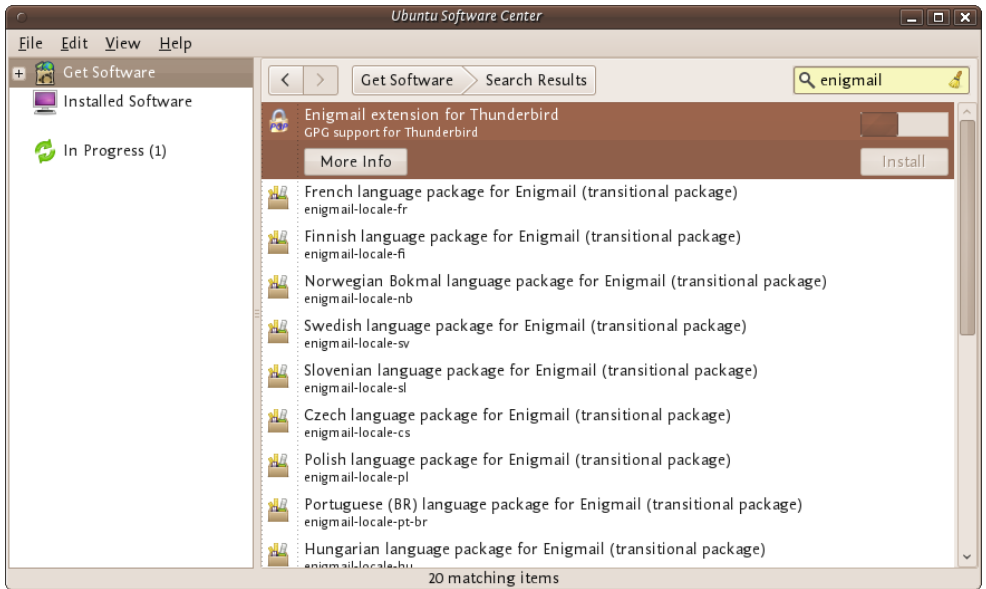 Ubuntu Software Center
File Edit View Help
Get Software
Installed Software
In Progress (1)
Get Software Search Results
enigmail
Enigmail extension for Thunderbird
GPG support for Thunderbird
More Info Install
French language package for Enigmail (transitional package)
enigmail-locale-fr
Finnish language package for Enigmail (transitional package)
enigmail-locale-fi
Norwegian Bokmal language package for Enigmail (transitional package)
enigmail-locale-nb
Swedish language package for Enigmail (transitional package)
enigmail-locale-sv
Slovenian language package for Enigmail (transitional package)
enigmail-locale-sl
Czech language package for Enigmail (transitional package)
enigmail-locale-cs
Polish language package for Enigmail (transitional package)
enigmail-locale-pl
Portuguese (BR) language package for Enigmail (transitional package)
enigmail-locale-pt-br
Hungarian language package for Enigmail (transitional package)
enigmail-locale-hu
20 matching items